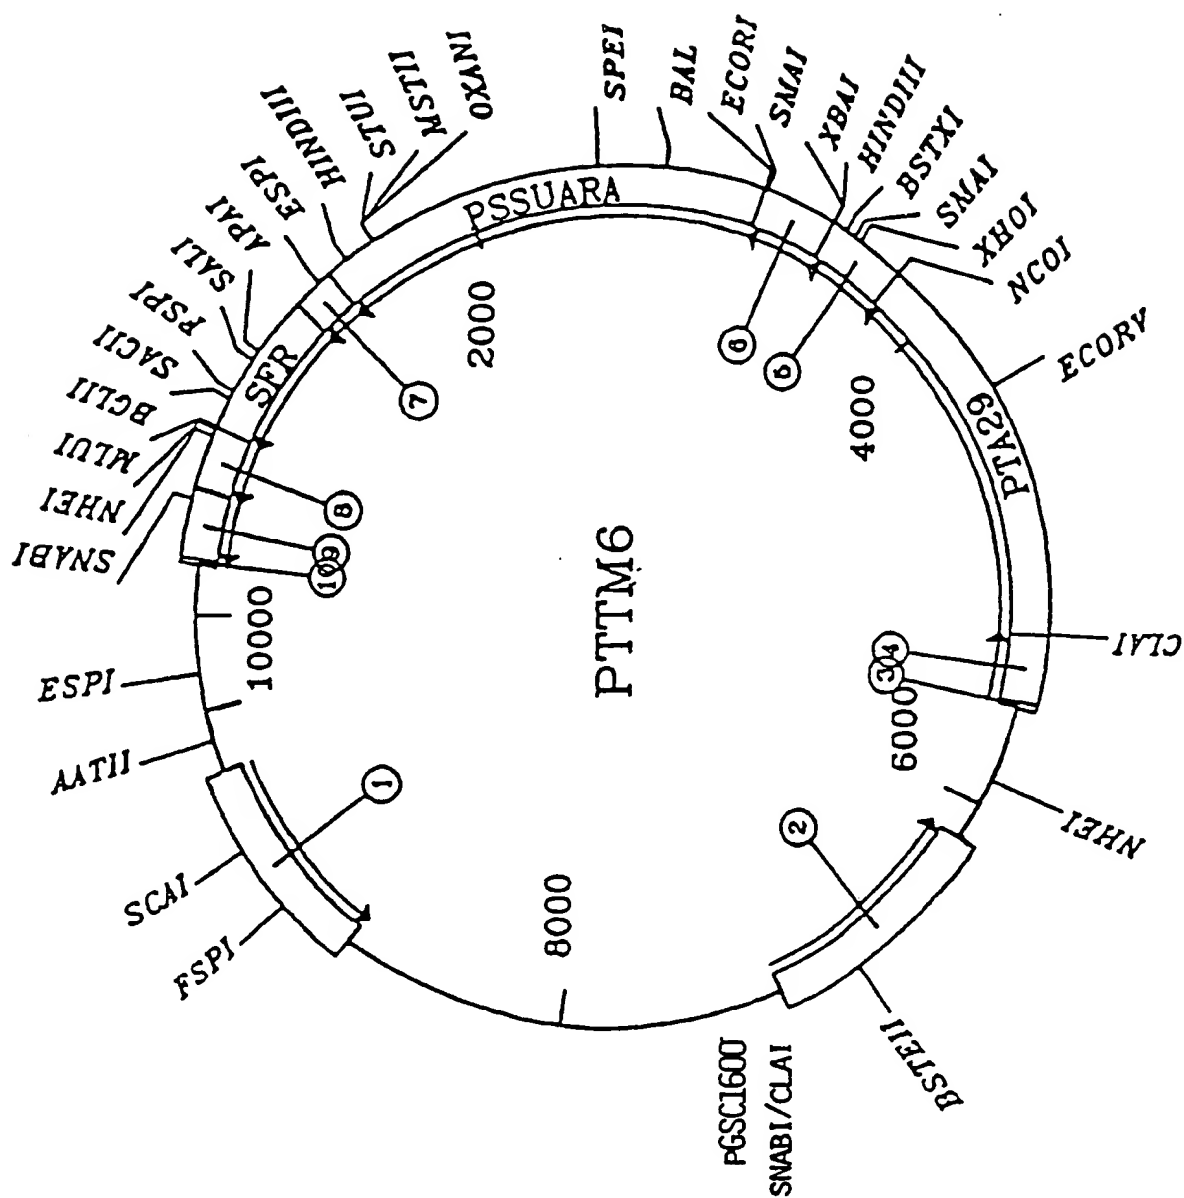 PTTM6
SPEI
BAL
ECORI
SMAI
XBAI
HINDIII
BSTXI
SMAI
XHOI
NCOI
ECORV
CLAI
NHEI
BSTEII
PGSC1600
SNABI/CLAI
FSPI
SCAI
AATII
ESPI
SNABI
NHEI
MLUI
BCLII
SACII
FSPI
SALI
APAI
ESPI
HINDIII
STUI
MSTII
OXANI
PSSUARA
PTA29
SFR
2000
4000
6000
8000
10000
1
2
3
4
5
6
7
8
9
10